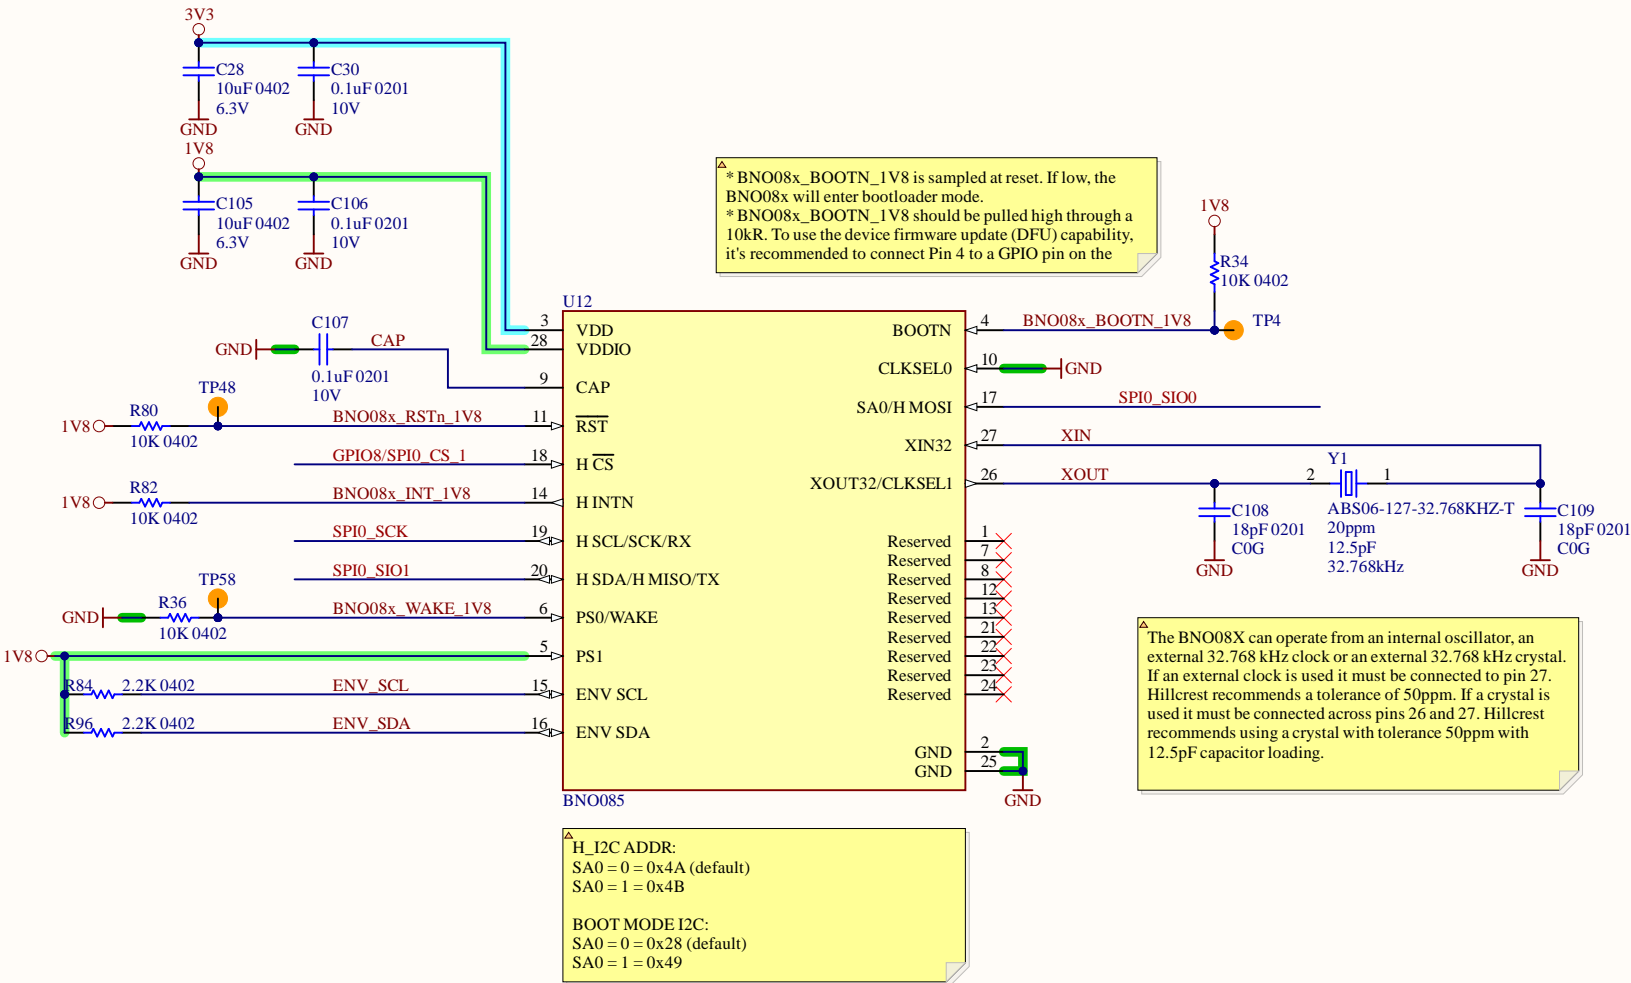 3V3
C28
10uF 0402
6.3V
GND
C30
0.1uF 0201
10V
GND
1V8
C105
10uF 0402
6.3V
GND
C106
0.1uF 0201
10V
GND
* BNO08x_BOOTN_1V8 is sampled at reset. If low, the
BNO08x will enter bootloader mode.
* BNO08x_BOOTN_1V8 should be pulled high through a
10kR. To use the device firmware update (DFU) capability,
it's recommended to connect Pin 4 to a GPIO pin on the
1V8
R34
10K 0402
BNO08x_BOOTN_1V8
TP4
U12
3 VDD
28 VDDIO
9 CAP
11 RST
18 H CS
14 H INTN
19 H SCL/SCK/RX
20 H SDA/H MISO/TX
6 PS0/WAKE
5 PS1
15 ENV SCL
16 ENV SDA
BOOTN 4
CLKSEL0 10
SA0/H MOSI 17
XIN32 27
XOUT32/CLKSEL1 26
Reserved 1
Reserved 7
Reserved 8
Reserved 12
Reserved 13
Reserved 21
Reserved 22
Reserved 23
Reserved 24
GND 2
GND 25
BNO085
GND
C107
CAP
0.1uF 0201
10V
TP48
1V8
R80
10K 0402
BNO08x_RSTn_1V8
GPIO8/SPI0_CS_1
1V8
R82
10K 0402
BNO08x_INT_1V8
SPI0_SCK
SPI0_SIO1
TP58
GND
R36
10K 0402
BNO08x_WAKE_1V8
1V8
R84 2.2K 0402
ENV_SCL
R96 2.2K 0402
ENV_SDA
GND
SPI0_SIO0
XIN
XOUT
Y1
2
1
ABS06-127-32.768KHZ-T
20ppm
12.5pF
32.768kHz
C108
18pF 0201
C0G
GND
C109
18pF 0201
C0G
GND
GND
The BNO08X can operate from an internal oscillator, an
external 32.768 kHz clock or an external 32.768 kHz crystal.
If an external clock is used it must be connected to pin 27.
Hillcrest recommends a tolerance of 50ppm. If a crystal is
used it must be connected across pins 26 and 27. Hillcrest
recommends using a crystal with tolerance 50ppm with
12.5pF capacitor loading.
H_I2C ADDR:
SA0 = 0 = 0x4A (default)
SA0 = 1 = 0x4B
BOOT MODE I2C:
SA0 = 0 = 0x28 (default)
SA0 = 1 = 0x49